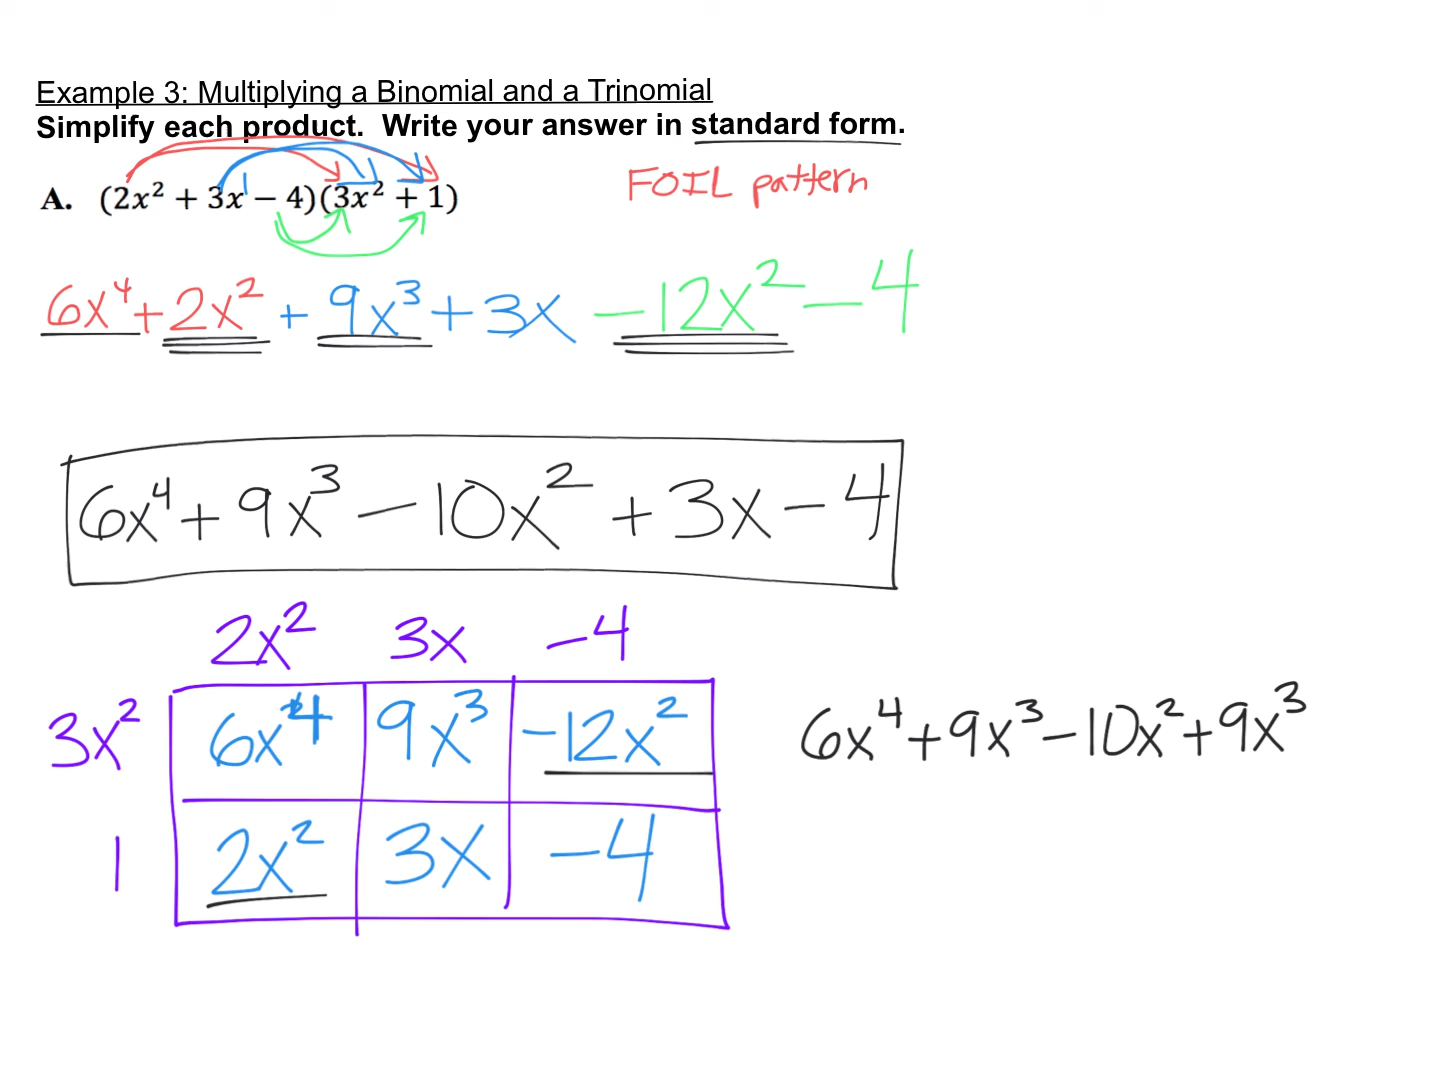 Example 3: Multiplying a Binomial and a Trinomial
Simplify each product.  Write your answer in standard form.
A. (2x² + 3x − 4)(3x² + 1)
FOIL pattern
6x⁴ + 2x² + 9x³ + 3x − 12x² − 4
6x⁴ + 9x³ − 10x² + 3x − 4
2x² 3x −4
3x² 6x⁴ 9x³ −12x²
6x⁴ + 9x³ − 10x² + 9x³
1 2x² 3x −4